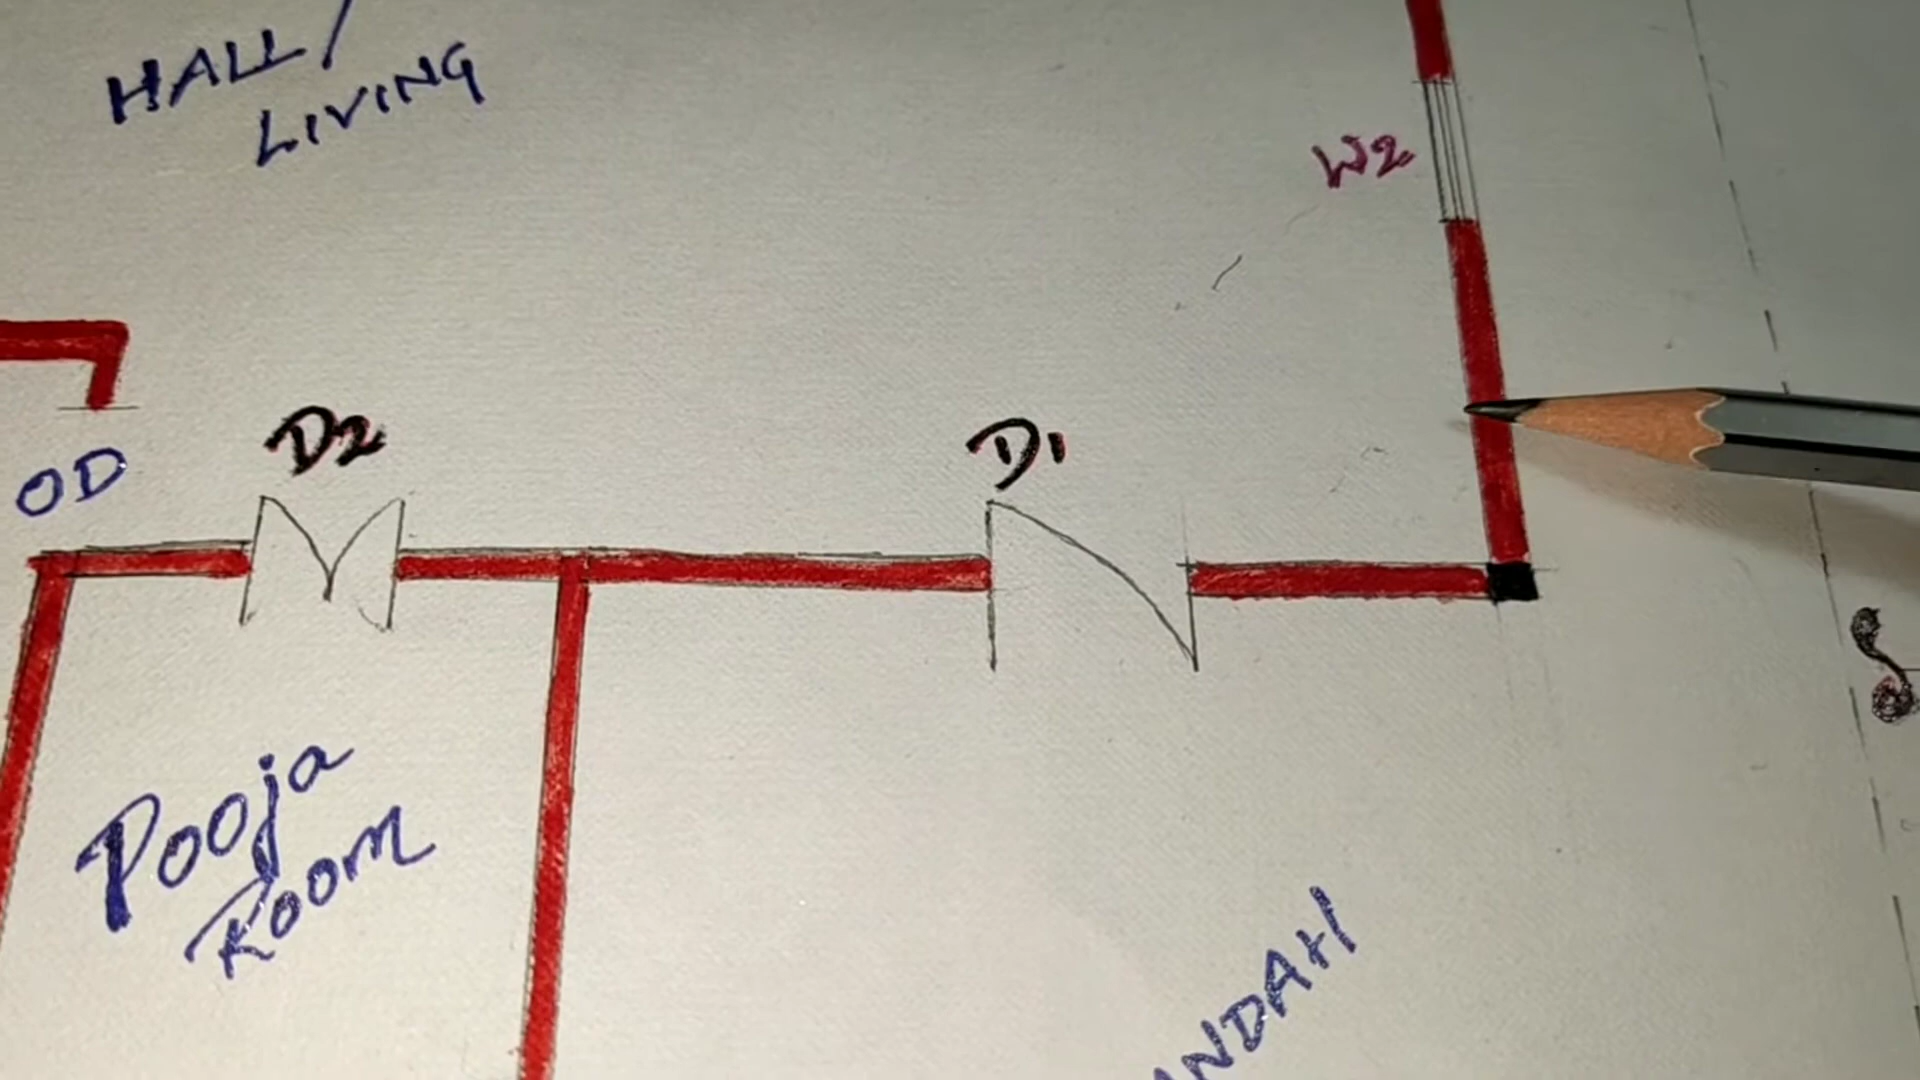 HALL/
LIVING
W2
D2
D1
OD
Pooja
Room
NDAH